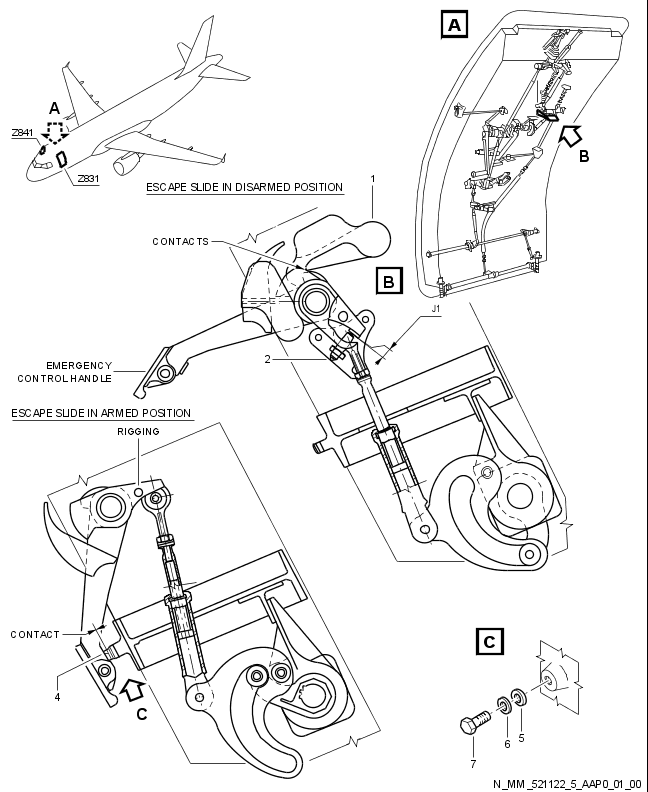 A
A
Z841
Z831
B
ESCAPE SLIDE IN DISARMED POSITION
1
CONTACTS
B
J1
2
EMERGENCY
CONTROL HANDLE
ESCAPE SLIDE IN ARMED POSITION
RIGGING
CONTACT
4
C
C
5
6
7
N_MM_521122_5_AAP0_01_00